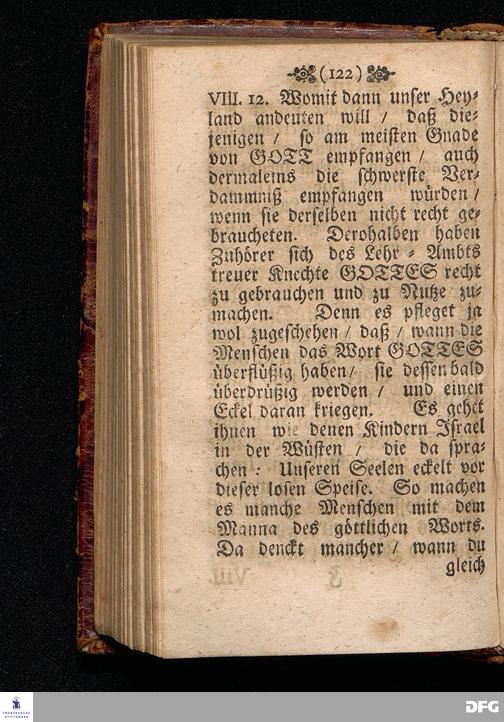 (122)
VIII. 12. Womit dann unser Hey-
land andeuten will / daß die-
jenigen / so am meisten Gnade
von GOTT empfangen / auch
dermaleins die schwerste Ver-
dammniß empfangen würden /
wenn sie derselben nicht recht ge-
braucheten. Derohalben haben
Zuhörer sich des Lehr-Ambts
treuer Knechte GOTTES recht
zu gebrauchen und zu Nutze zu-
machen. Denn es pfleget ja
wol zugeschehen / daß / wann die
Menschen das Wort GOTTES
überflüßig haben / sie dessen bald
überdrüßig werden / und einen
Eckel daran kriegen. Es gehet
ihnen wie denen Kindern Israel
in der Wüsten / die da spra-
chen: Unseren Seelen eckelt vor
dieser losen Speise. So machen
es manche Menschen mit dem
Manna des göttlichen Worts.
Da denckt mancher / wann du
gleich
FRANCKESCHE STIFTUNGEN
DFG